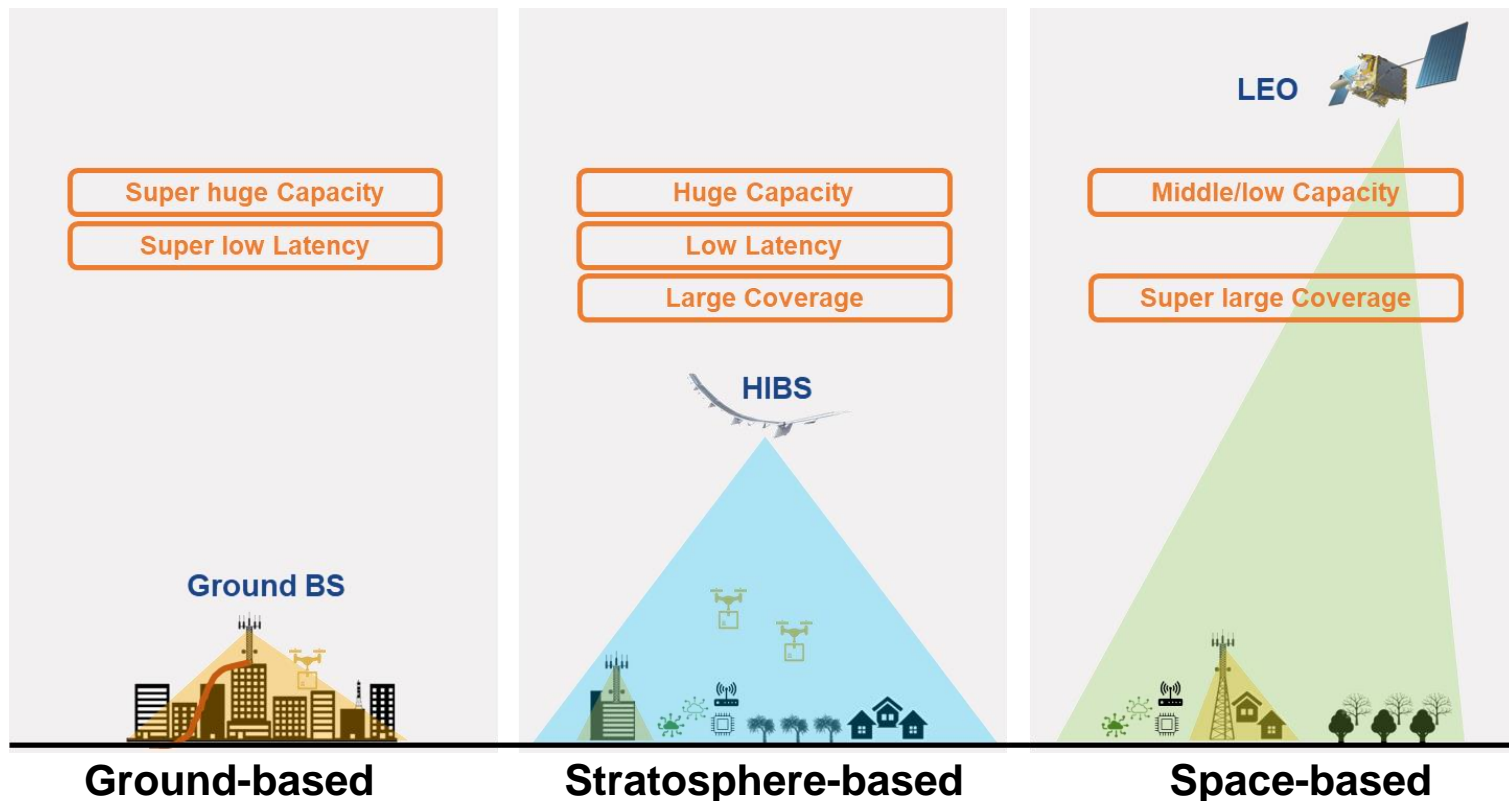 LEO
Super huge Capacity
Super low Latency
Huge Capacity
Low Latency
Large Coverage
Middle/low Capacity
Super large Coverage
HIBS
Ground BS
Ground-based
Stratosphere-based
Space-based